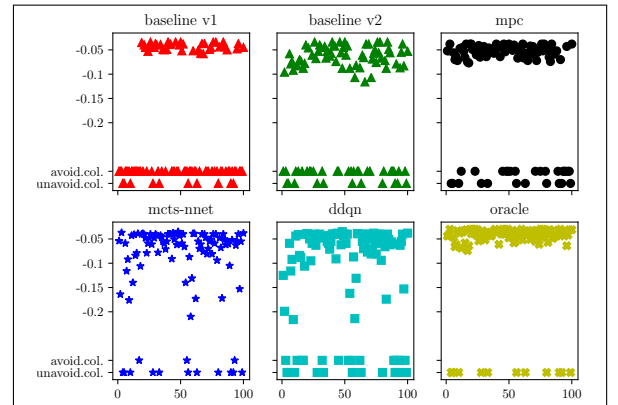 baseline v1
baseline v2
mpc
-0.05
-0.1
-0.15
-0.2
avoid.col.
unavoid.col.
mcts-nnet
ddqn
oracle
-0.05
-0.1
-0.15
-0.2
avoid.col.
unavoid.col.
0 50 100
0 50 100
0 50 100